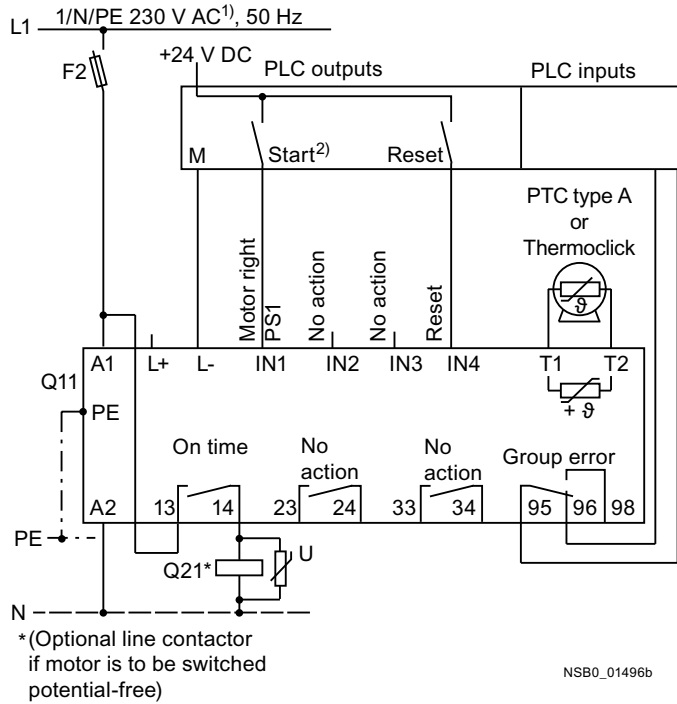 1/N/PE 230 V AC1), 50 Hz
L1
F2
+24 V DC
PLC outputs
PLC inputs
M
Start2)
Reset
PTC type A
or
Thermoclick
ϑ
Motor right
PS1
No action
No action
Reset
A1
L+
L-
IN1
IN2
IN3
IN4
T1
T2
Q11
PE
+ ϑ
On time
No
action
No
action
Group error
A2
13
14
23
24
33
34
95
96
98
PE
Q21*
U
N
*(Optional line contactor
if motor is to be switched
potential-free)
NSB0_01496b